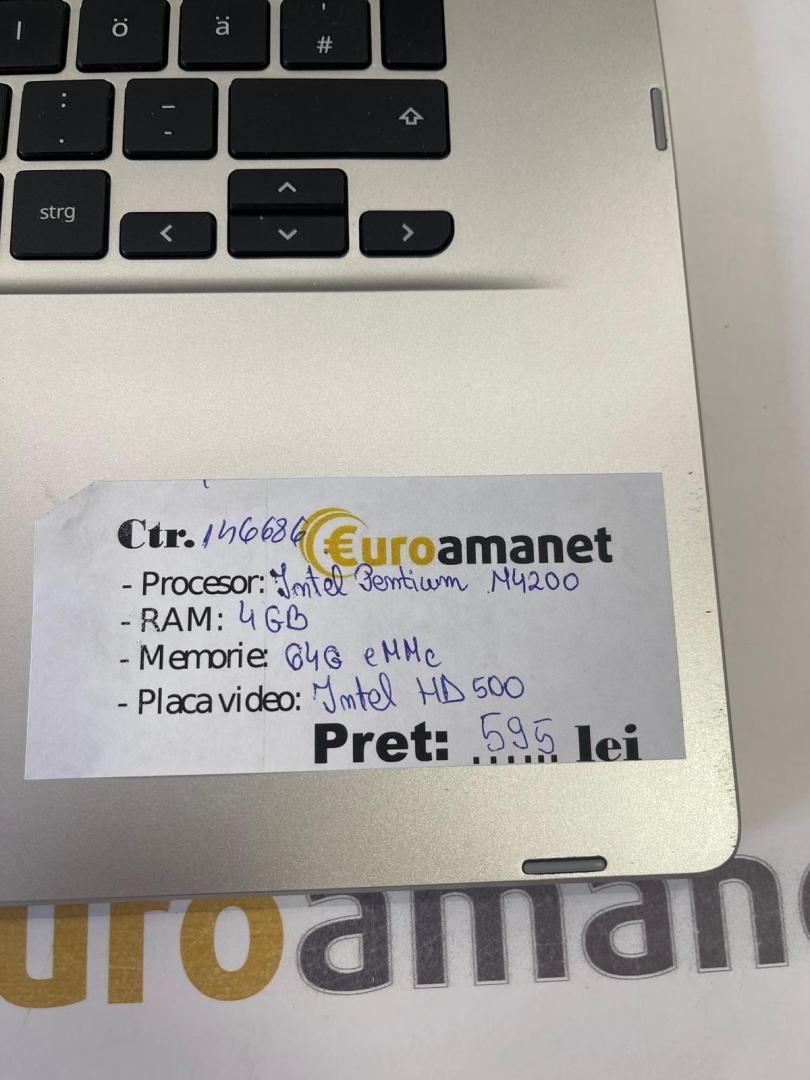 l ö ä ' #
: . _ -
strg
Ctr. 146686 €uroamanet
- Procesor: Intel Pentium N4200
- RAM: 4GB
- Memorie: 64G eMMc
- Placa video: Intel HD 500
Pret: 595 lei
uroamane